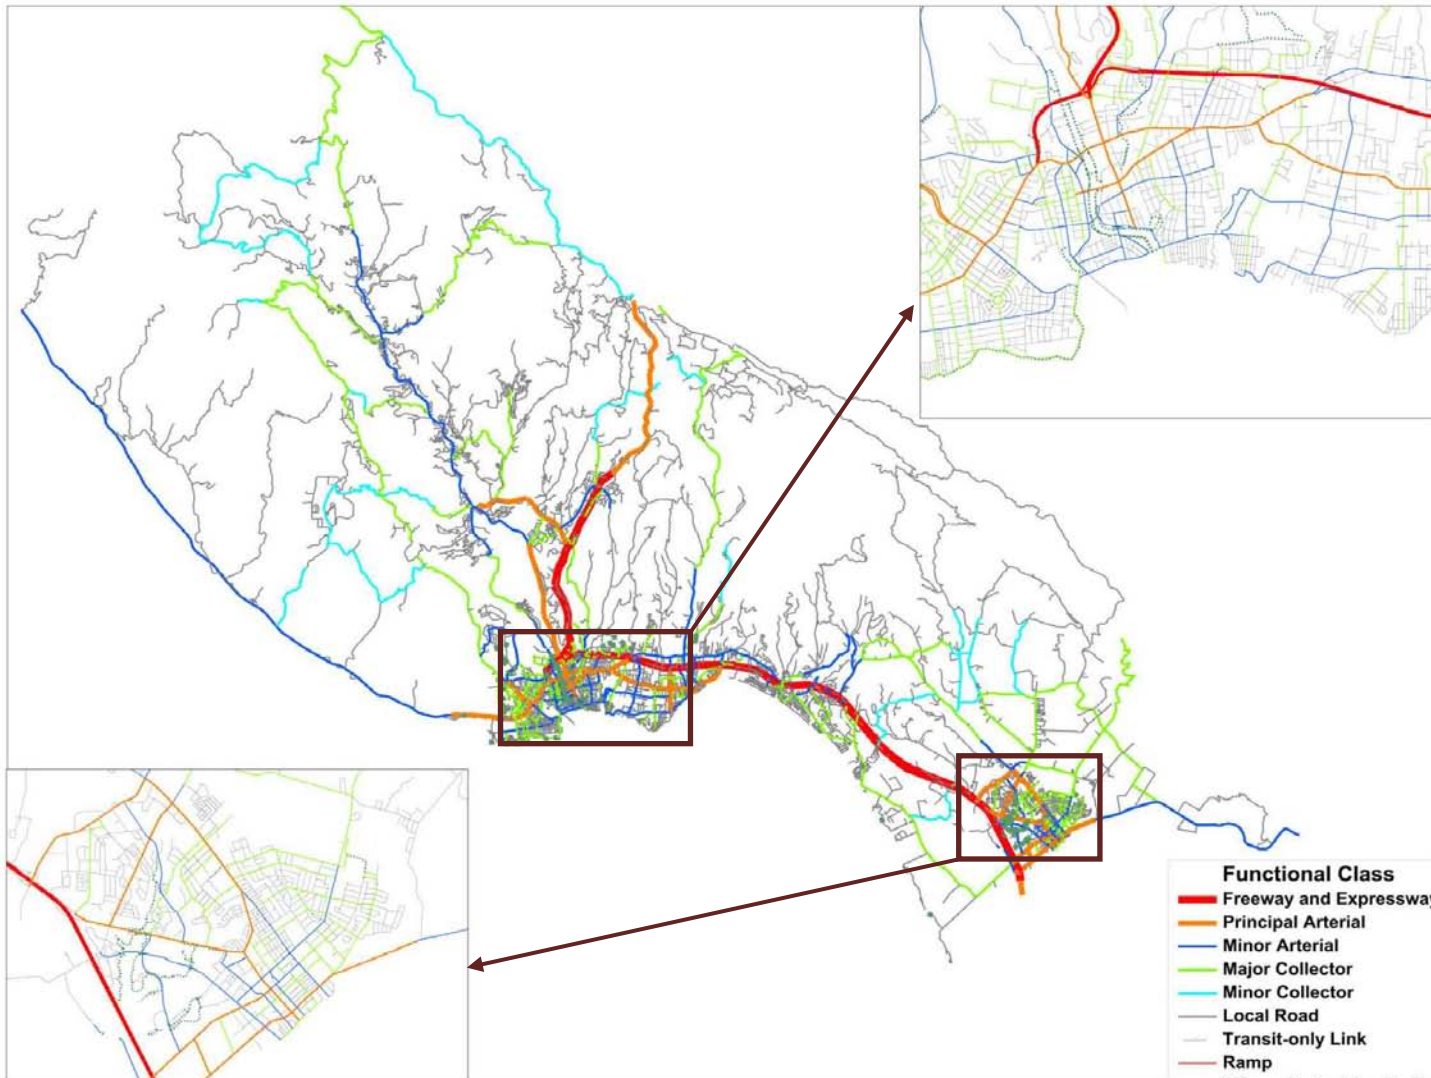 Functional Class
Freeway and Expressway
Principal Arterial
Minor Arterial
Major Collector
Minor Collector
Local Road
Transit-only Link
Ramp